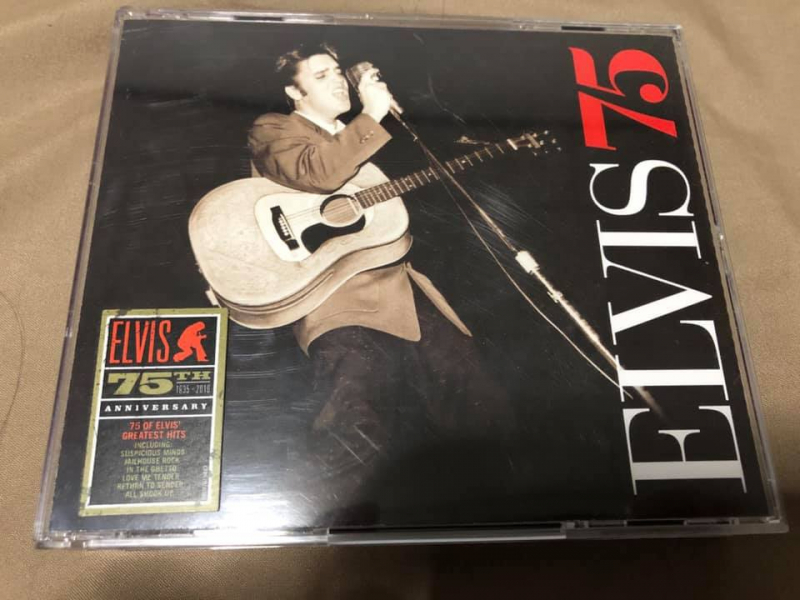 ELVIS 75
ELVIS
75TH
1935-2010
ANNIVERSARY
75 OF ELVIS'
GREATEST HITS
INCLUDING:
SUSPICIOUS MINDS
JAILHOUSE ROCK
IN THE GHETTO
LOVE ME TENDER
RETURN TO SENDER
ALL SHOOK UP